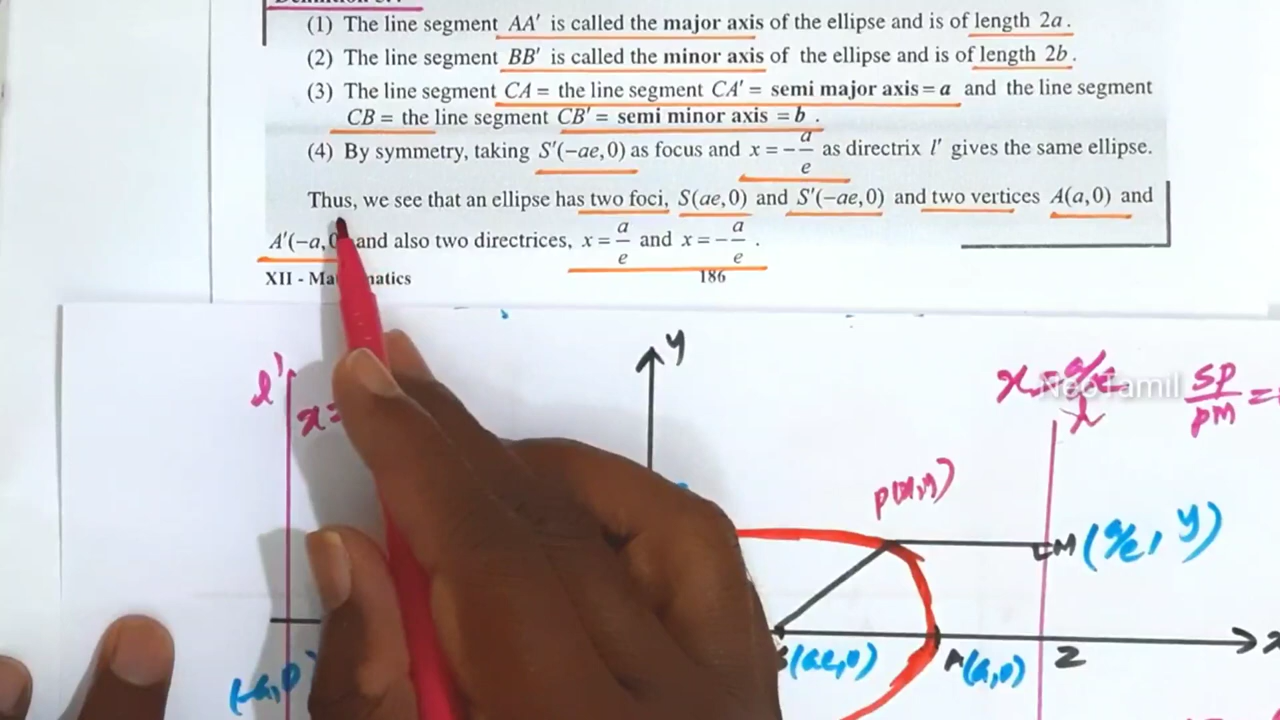 (1) The line segment AA′ is called the major axis of the ellipse and is of length 2a.
(2) The line segment BB′ is called the minor axis of the ellipse and is of length 2b.
(3) The line segment CA = the line segment CA′ = semi major axis = a and the line segment
CB = the line segment CB′ = semi minor axis = b.
(4) By symmetry, taking S′(−ae,0) as focus and x = −a/e as directrix l′ gives the same ellipse.
Thus, we see that an ellipse has two foci, S(ae,0) and S′(−ae,0) and two vertices A(a,0) and
A′(−a,0 and also two directrices, x = a/e and x = −a/e .
XII - Ma matics 186
y
l'
x=
x = a/e
NeoTamil
SP/PM =
l
P(x,y)
M (a/e, y)
(ae,0)
A(a,0)
Z
x
(-a,0)